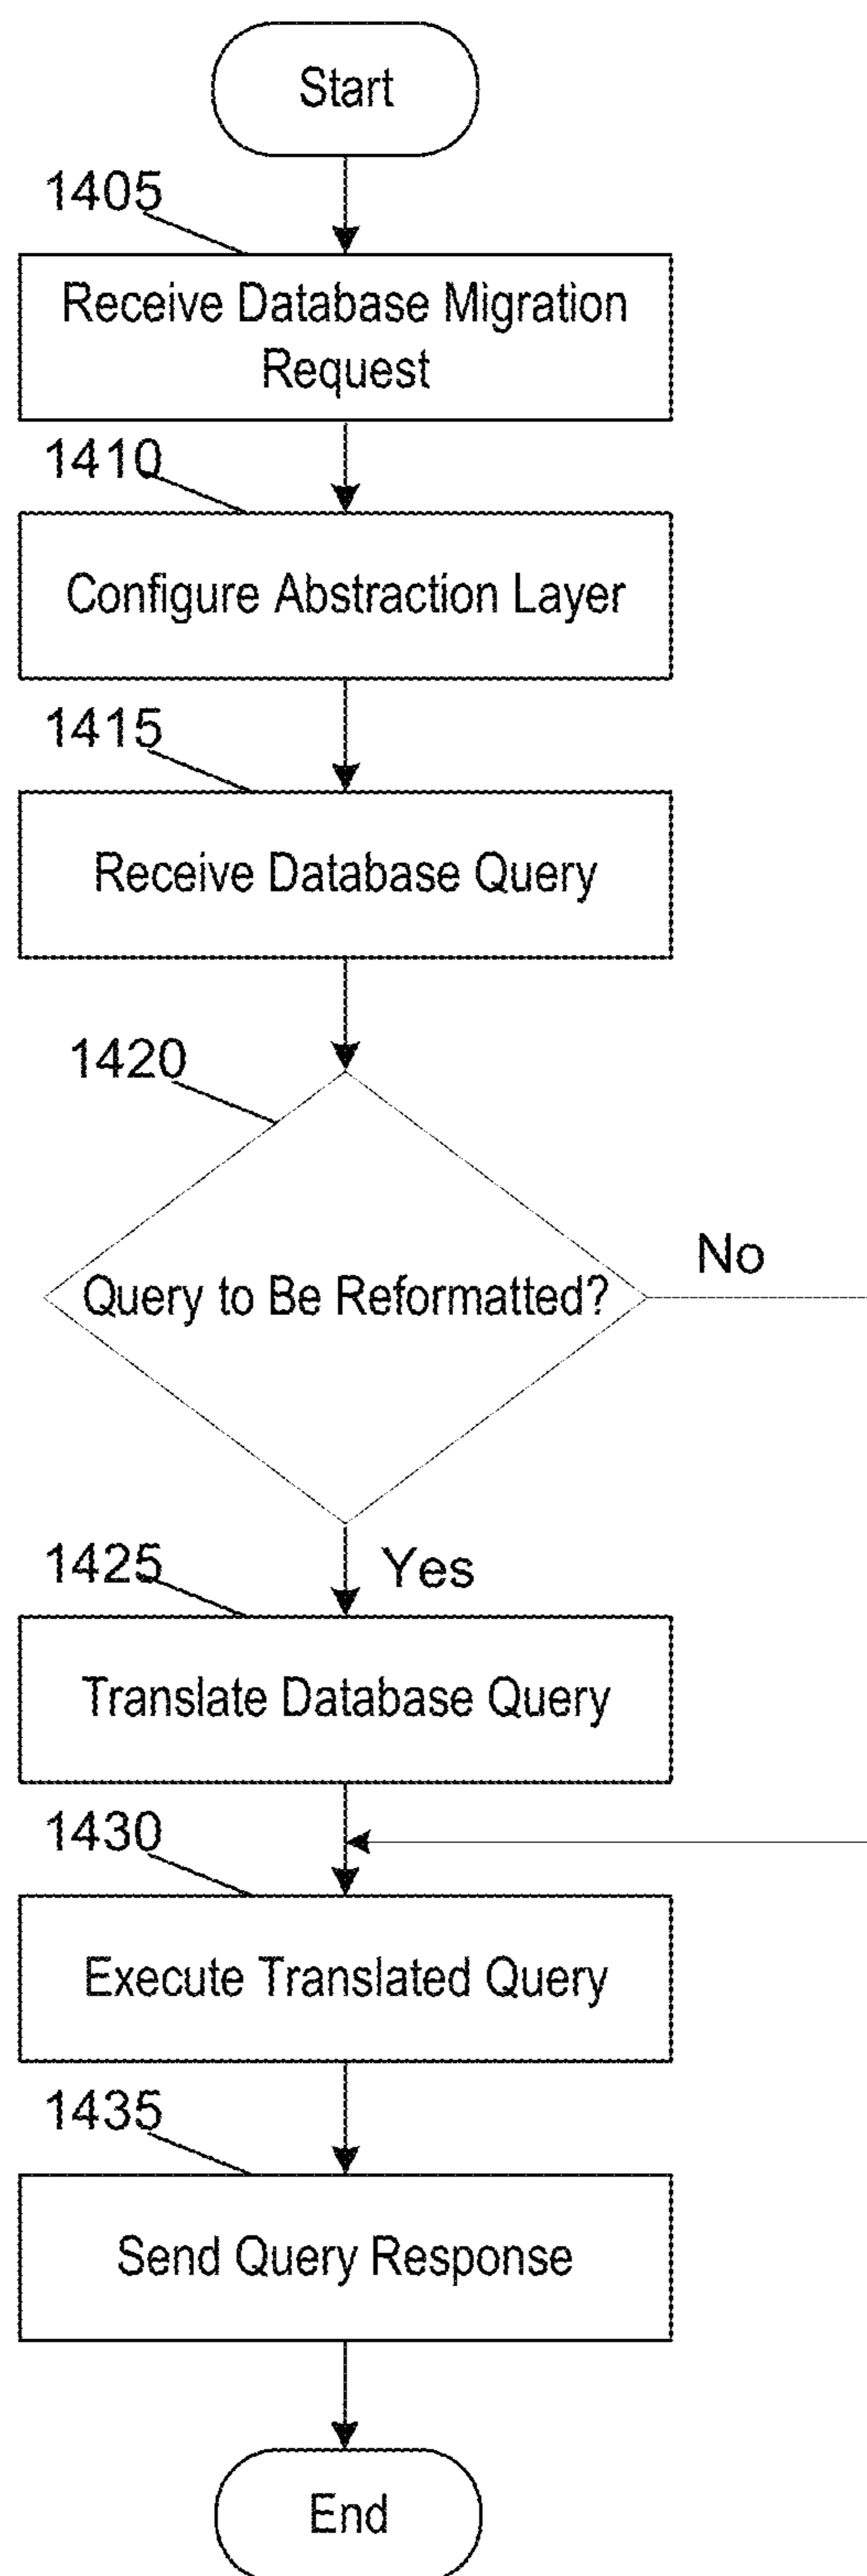 Start
1405
Receive Database Migration
Request
1410
Configure Abstraction Layer
1415
Receive Database Query
1420
Query to Be Reformatted?
No
1425
Yes
Translate Database Query
1430
Execute Translated Query
1435
Send Query Response
End